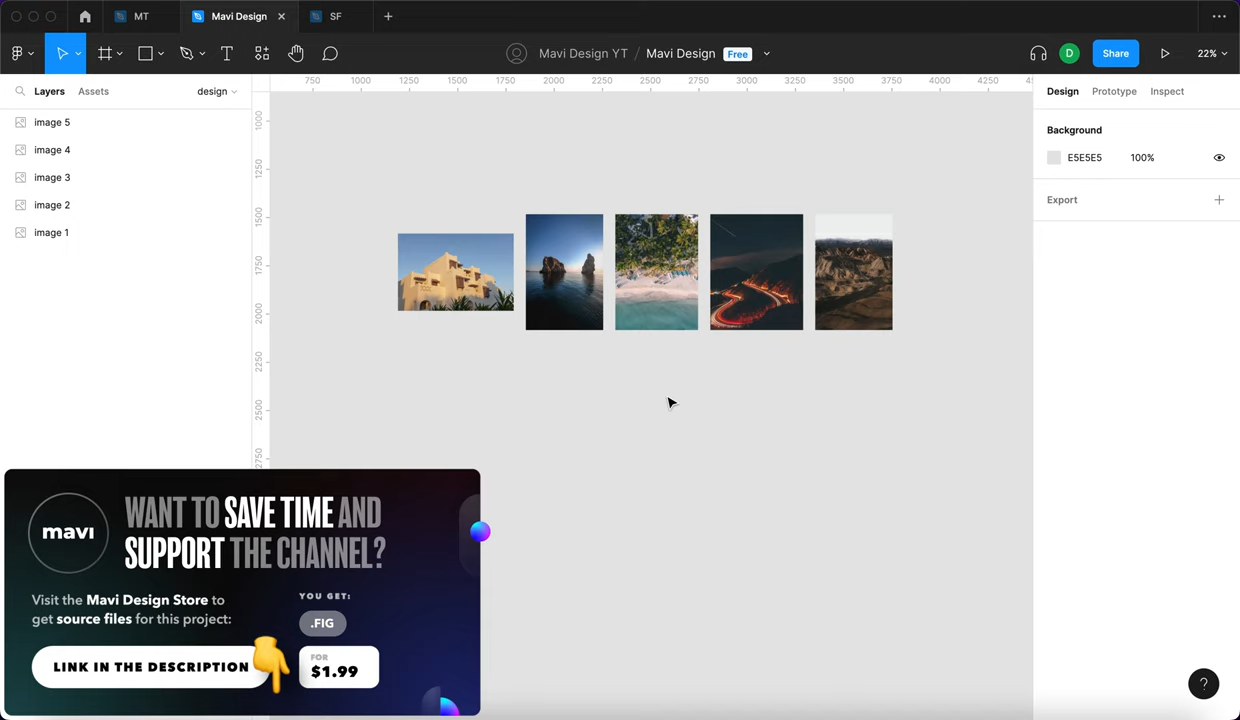 MT
Mavi Design
SF
Mavi Design YT / Mavi Design Free
D
Share
22%
Layers
Assets
design
750 1000 1250 1500 1750 2000 2250 2500 2750 3000 3250 3500 3750 4000 4250
Design
Prototype
Inspect
image 5
image 4
image 3
image 2
image 1
1000
1250
1500
1750
2000
2250
2500
2750
Background
E5E5E5
100%
Export
mavi
WANT TO SAVE TIME AND
SUPPORT THE CHANNEL?
Visit the Mavi Design Store to
get source files for this project:
LINK IN THE DESCRIPTION
YOU GET:
.FIG
FOR
$1.99
?